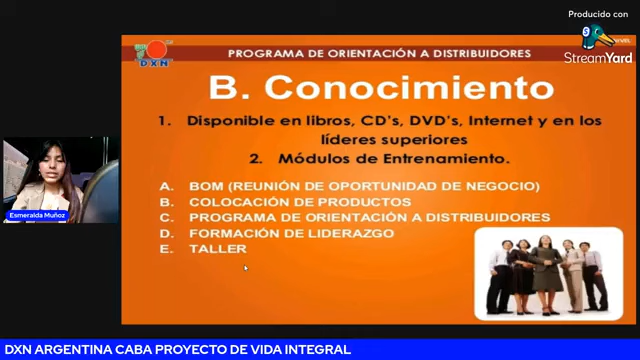 Producido con
StreamYard
DXN
PROGRAMA DE ORIENTACIÓN A DISTRIBUIDORES
B. Conocimiento
1. Disponible en libros, CD's, DVD's, Internet y en los
líderes superiores
2. Módulos de Entrenamiento.
A. BOM (REUNIÓN DE OPORTUNIDAD DE NEGOCIO)
B. COLOCACIÓN DE PRODUCTOS
C. PROGRAMA DE ORIENTACIÓN A DISTRIBUIDORES
D. FORMACIÓN DE LIDERAZGO
E. TALLER
Esmeralda Muñoz
DXN ARGENTINA CABA PROYECTO DE VIDA INTEGRAL